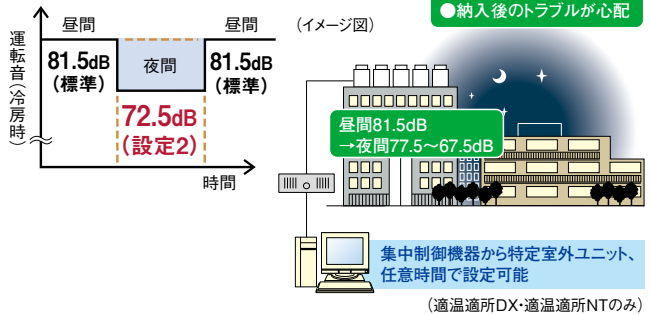 昼間
昼間
運転音(冷房時)
81.5dB
(標準)
夜間
81.5dB
(標準)
72.5dB
(設定2)
時間
(イメージ図)
●納入後のトラブルが心配
昼間81.5dB
→夜間77.5～67.5dB
集中制御機器から特定室外ユニット、
任意時間で設定可能
(適温適所DX・適温適所NTのみ)